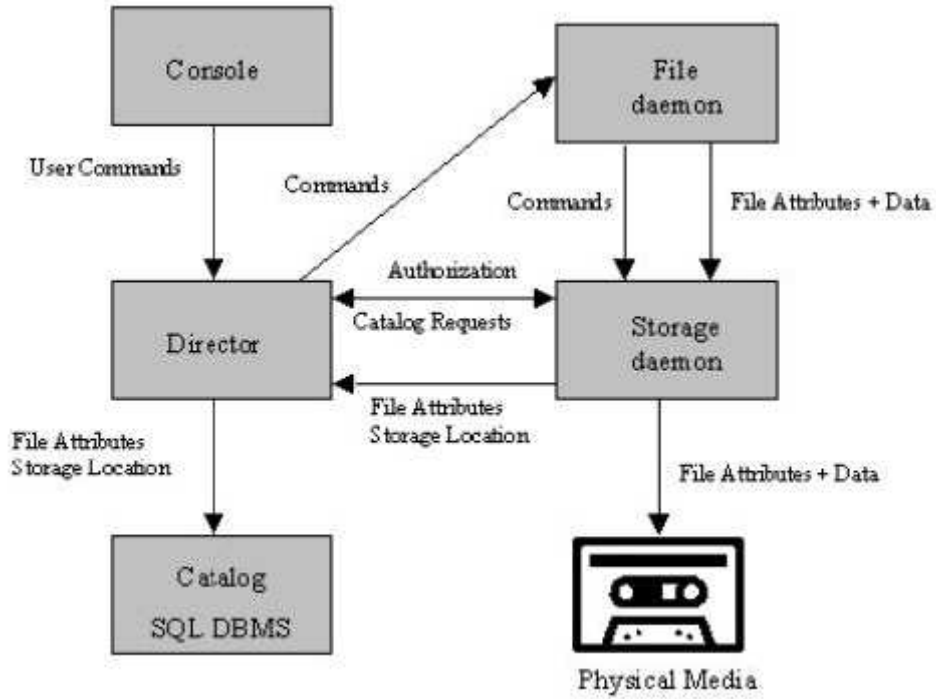 Console
File
daemon
User Commands
Commands
Commands
File Attributes + Data
Authorization
Director
Catalog Requests
Storage
daemon
File Attributes
Storage Location
File Attributes
Storage Location
File Attributes + Data
Catalog
SQL DBMS
Physical Media